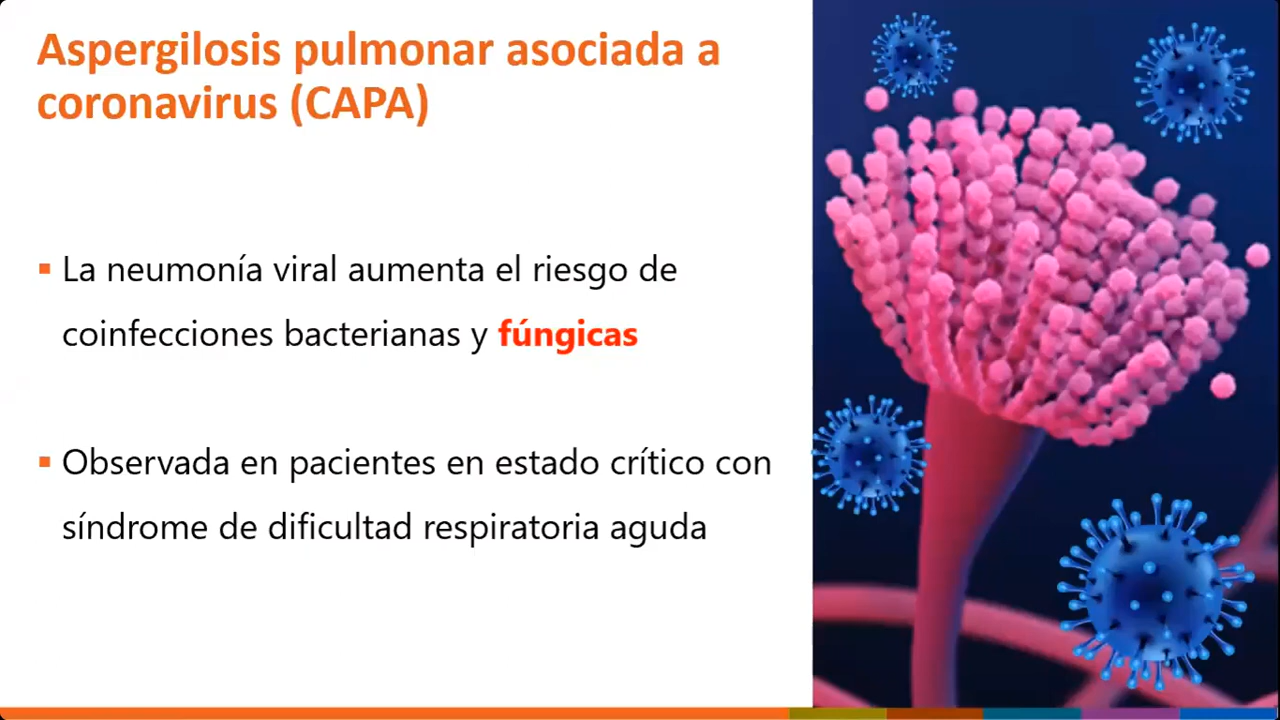 Aspergilosis pulmonar asociada a
coronavirus (CAPA)
▪ La neumonía viral aumenta el riesgo de
coinfecciones bacterianas y fúngicas
▪ Observada en pacientes en estado crítico con
síndrome de dificultad respiratoria aguda